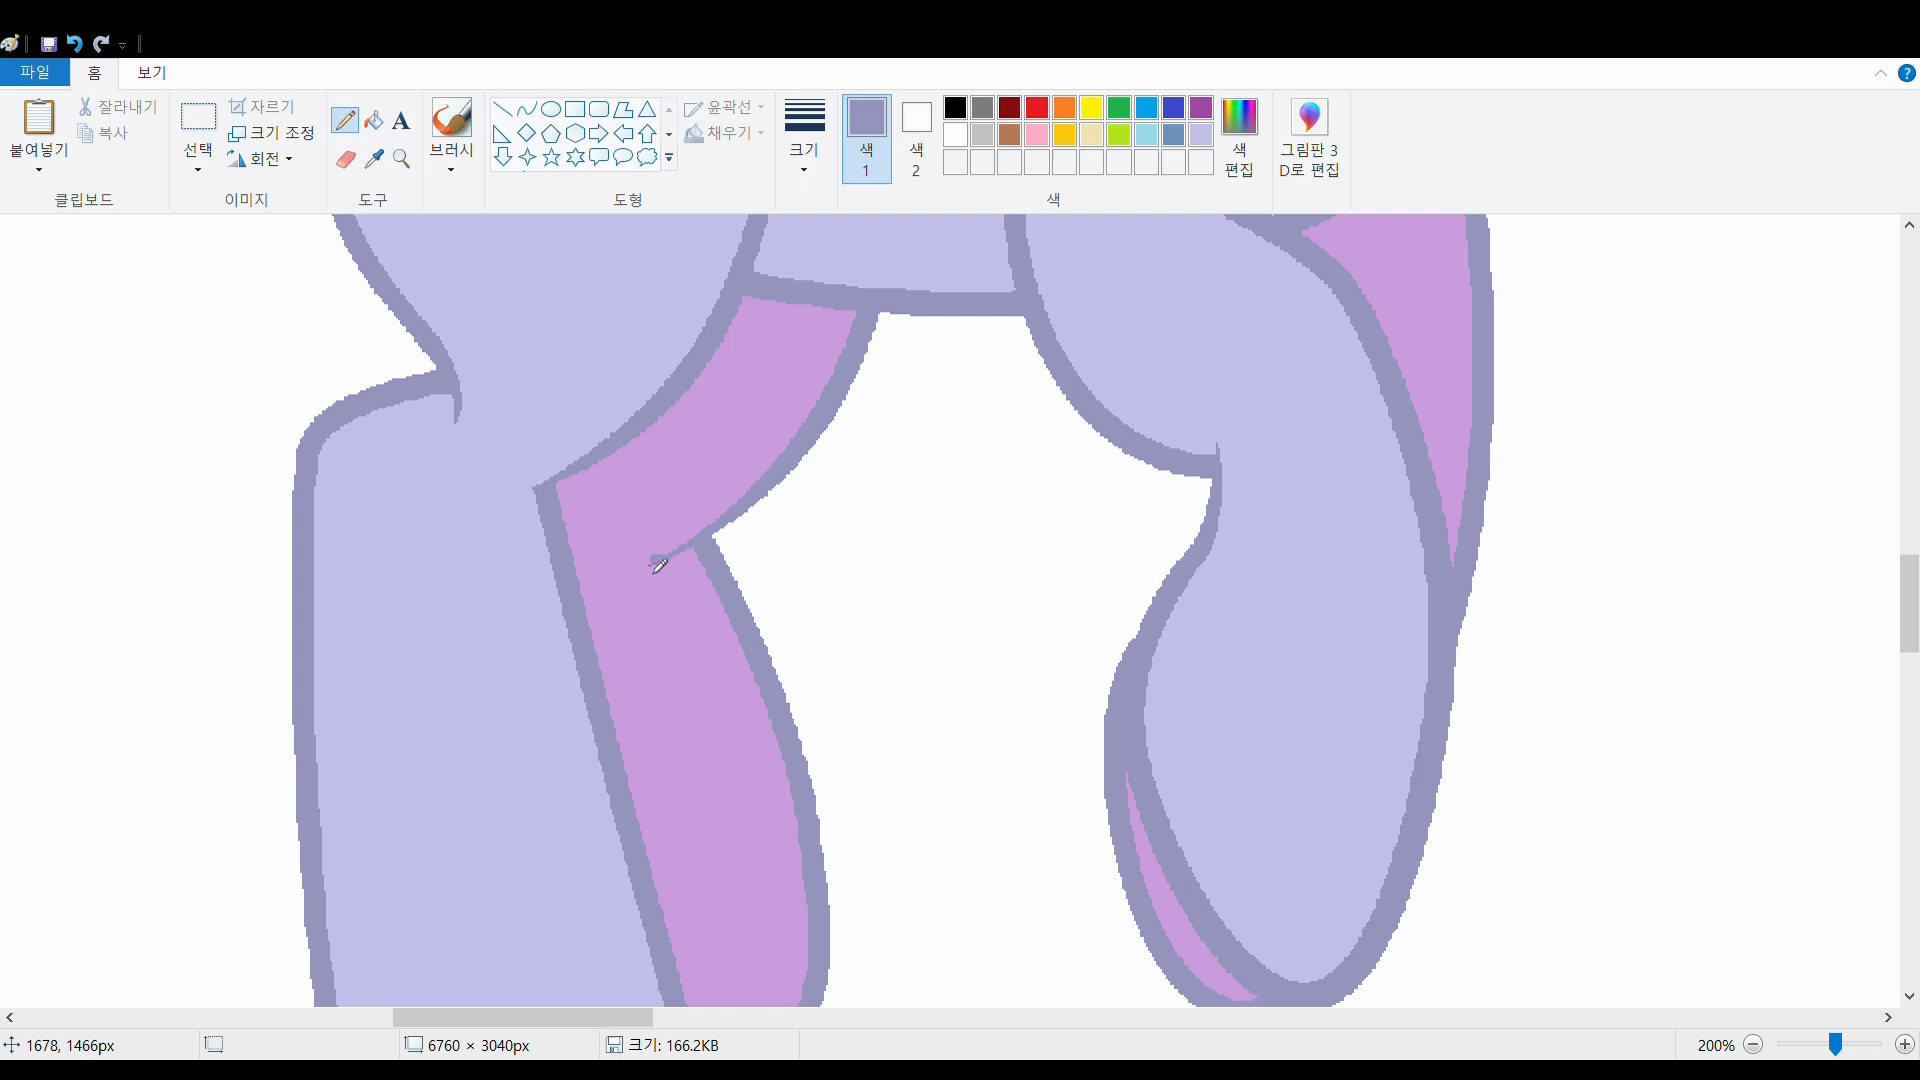 파일 홈 보기
붙여넣기
잘라내기
복사
클립보드
선택
자르기
크기 조정
회전
이미지
A
도구
브러시
도형
윤곽선
채우기
크기
색
1
색
2
색
편집
색
그림판 3
D로 편집
?
1678, 1466px
6760 × 3040px
크기: 166.2KB
200%